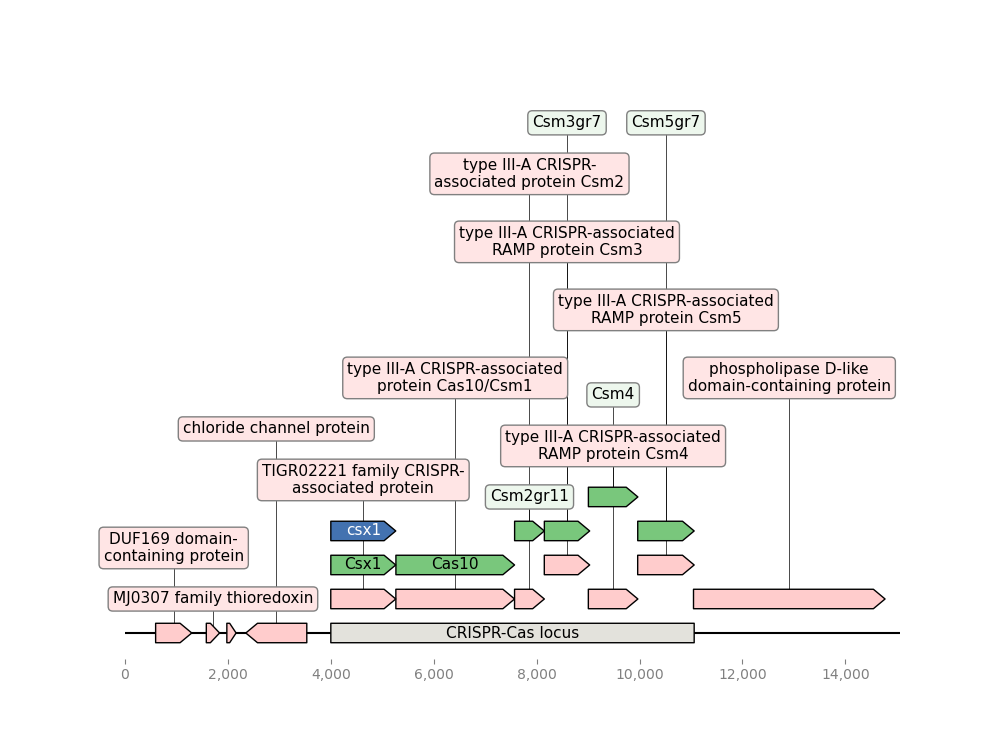 Csm3gr7
Csm5gr7
type III-A CRISPR-
associated protein Csm2
type III-A CRISPR-associated
RAMP protein Csm3
type III-A CRISPR-associated
RAMP protein Csm5
type III-A CRISPR-associated
protein Cas10/Csm1
phospholipase D-like
domain-containing protein
Csm4
chloride channel protein
type III-A CRISPR-associated
RAMP protein Csm4
TIGR02221 family CRISPR-
associated protein
Csm2gr11
csx1
DUF169 domain-
containing protein
Csx1
Cas10
MJ0307 family thioredoxin
CRISPR-Cas locus
0
2,000
4,000
6,000
8,000
10,000
12,000
14,000